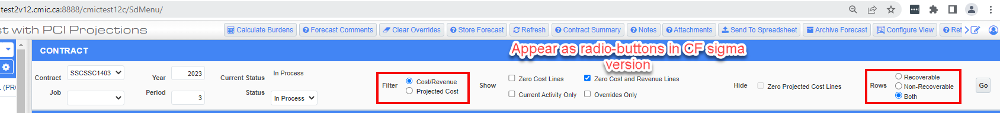 test2v12.cmic.ca:8888/cmictest12c/SdMenu/
st with PCI Projections
Calculate Burdens
Forecast Comments
Clear Overrides
Store Forecast
Refresh
Contract Summary
Notes
Attachments
Send To Spreadsheet
Archive Forecast
Configure View
Ret
CONTRACT
Appear as radio-buttons in CF sigma
version
Contract SSCSSC1403
Year 2023
Current Status In Process
Filter
Cost/Revenue
Projected Cost
Show
Zero Cost Lines
Zero Cost and Revenue Lines
Current Activity Only
Overrides Only
Hide Zero Projected Cost Lines
Rows
Recoverable
Non-Recoverable
Both
Go
. (PRC
Job
Period 3
Status In Process